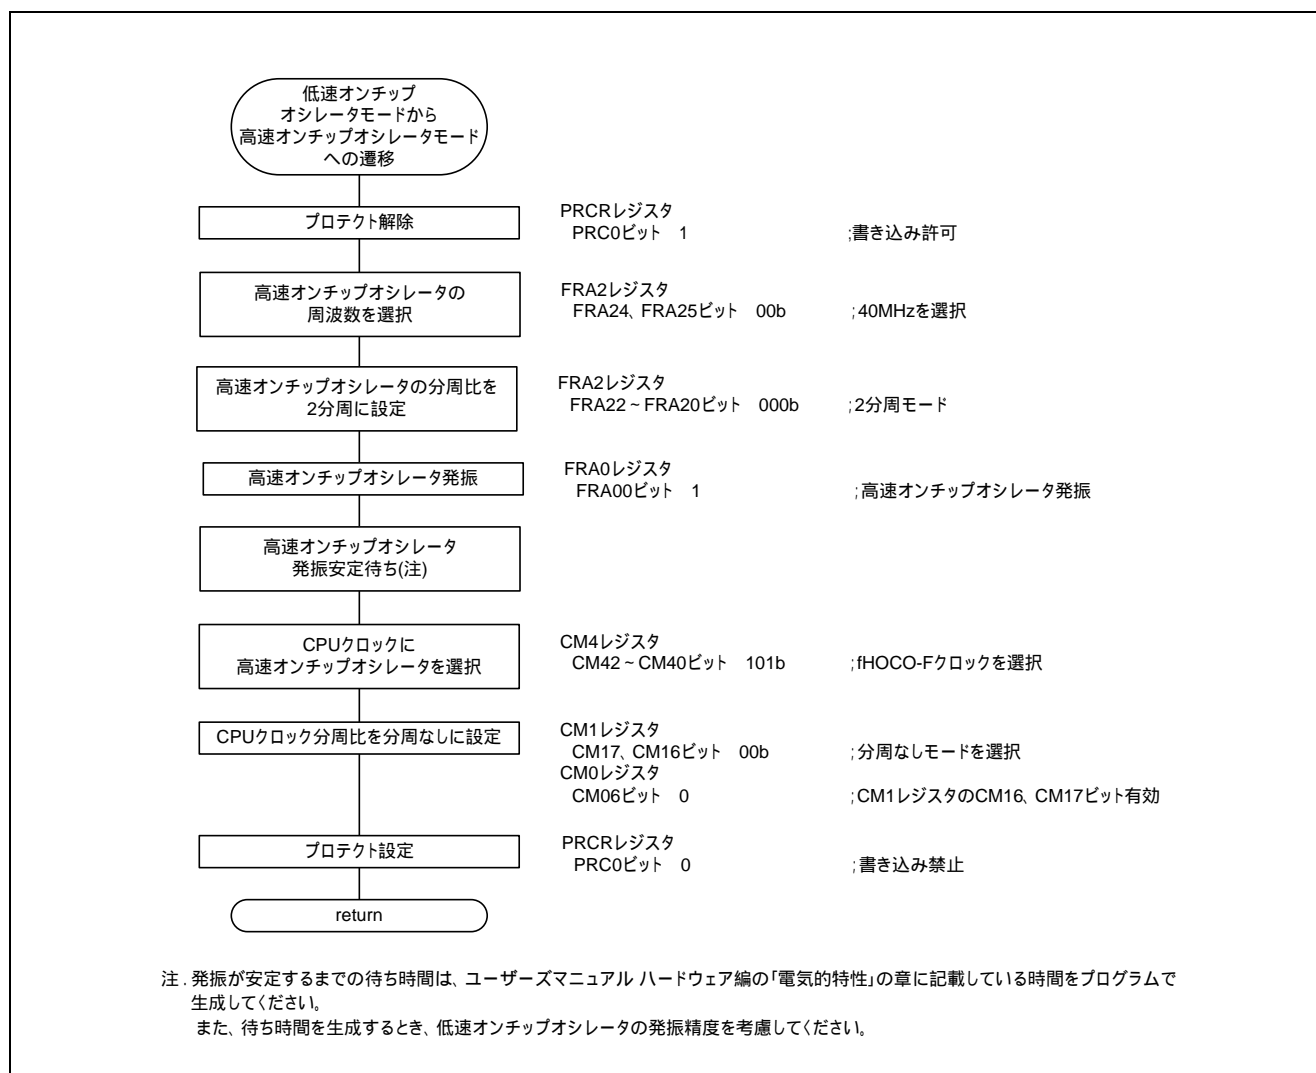 低速オンチップ
オシレータモードから
高速オンチップオシレータモード
への遷移
プロテクト解除
PRCRレジスタ
PRC0ビット 1 ;書き込み許可
高速オンチップオシレータの
周波数を選択
FRA2レジスタ
FRA24、FRA25ビット 00b ;40MHzを選択
高速オンチップオシレータの分周比を
2分周に設定
FRA2レジスタ
FRA22~FRA20ビット 000b ;2分周モード
高速オンチップオシレータ発振
FRA0レジスタ
FRA00ビット 1 ;高速オンチップオシレータ発振
高速オンチップオシレータ
発振安定待ち(注)
CPUクロックに
高速オンチップオシレータを選択
CM4レジスタ
CM42~CM40ビット 101b ;fHOCO-Fクロックを選択
CPUクロック分周比を分周なしに設定
CM1レジスタ
CM17、CM16ビット 00b ;分周なしモードを選択
CM0レジスタ
CM06ビット 0 ;CM1レジスタのCM16、CM17ビット有効
プロテクト設定
PRCRレジスタ
PRC0ビット 0 ;書き込み禁止
return
注.発振が安定するまでの待ち時間は、ユーザーズマニュアル ハードウェア編の「電気的特性」の章に記載している時間をプログラムで
生成してください。
また、待ち時間を生成するとき、低速オンチップオシレータの発振精度を考慮してください。